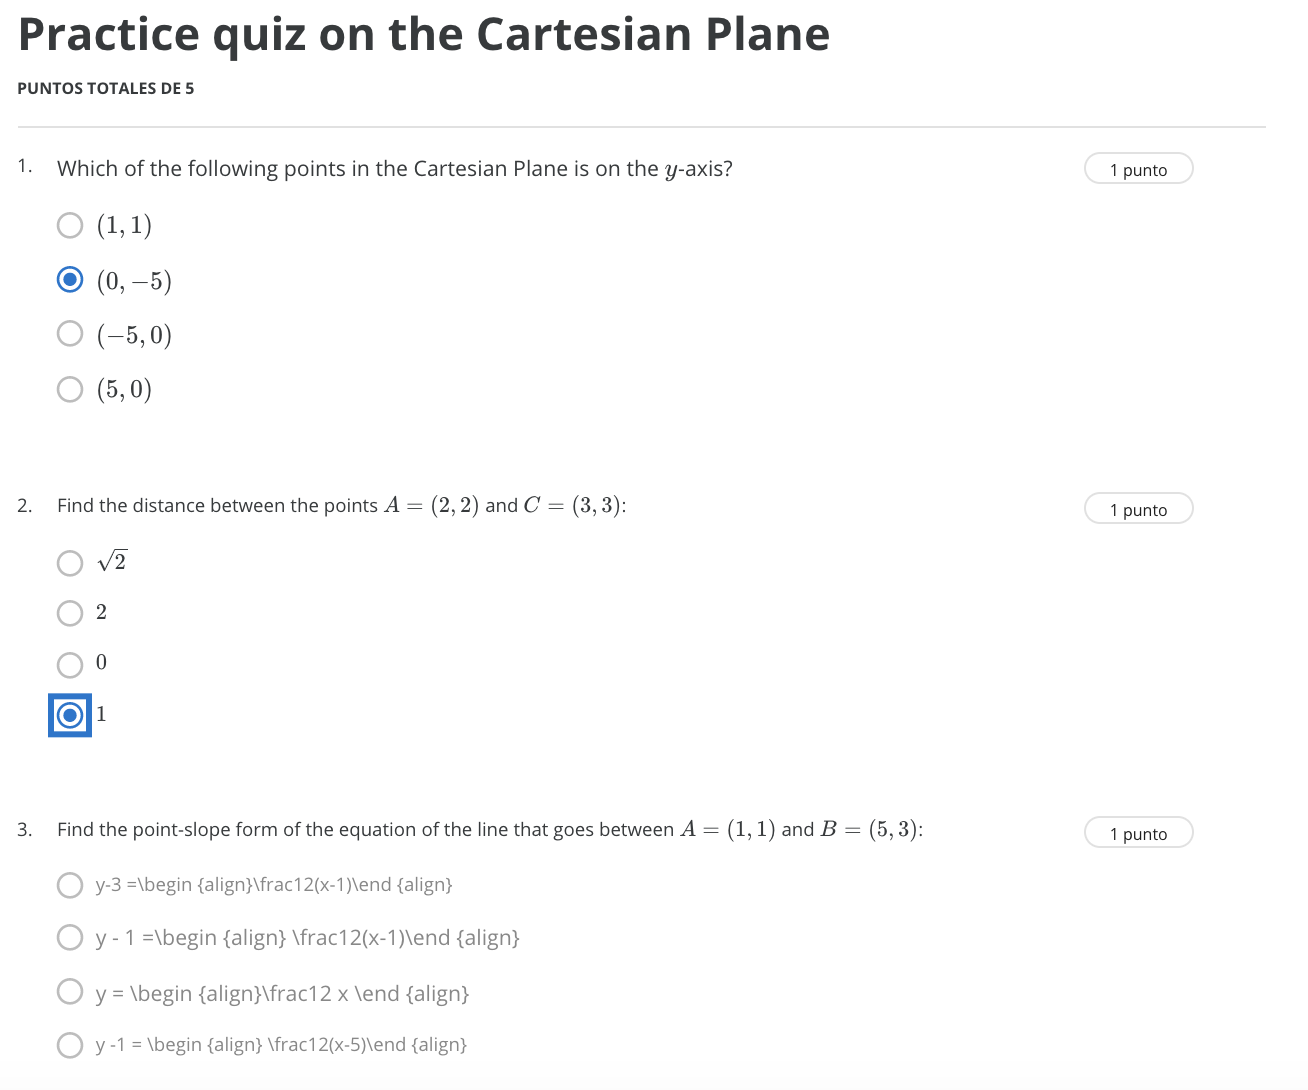 Practice quiz on the Cartesian Plane
PUNTOS TOTALES DE 5
1. Which of the following points in the Cartesian Plane is on the y-axis?
1 punto
(1, 1)
(0, −5)
(−5, 0)
(5, 0)
2. Find the distance between the points A = (2, 2) and C = (3, 3):
1 punto
√2
2
0
1
3. Find the point-slope form of the equation of the line that goes between A = (1, 1) and B = (5, 3):
1 punto
y-3 =\begin {align}\frac12(x-1)\end {align}
y - 1 =\begin {align} \frac12(x-1)\end {align}
y = \begin {align}\frac12 x \end {align}
y -1 = \begin {align} \frac12(x-5)\end {align}